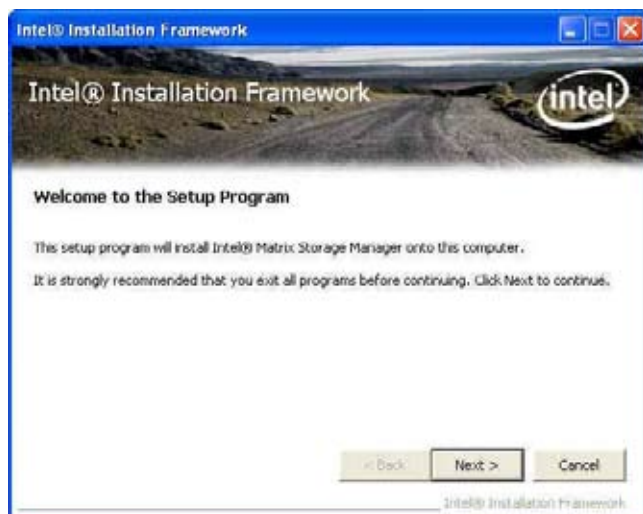 Intel® Installation Framework
Intel® Installation Framework
intel
Welcome to the Setup Program
This setup program will install Intel® Matrix Storage Manager onto this computer.
It is strongly recommended that you exit all programs before continuing. Click Next to continue.
< Back
Next >
Cancel
Intel® Installation Framework